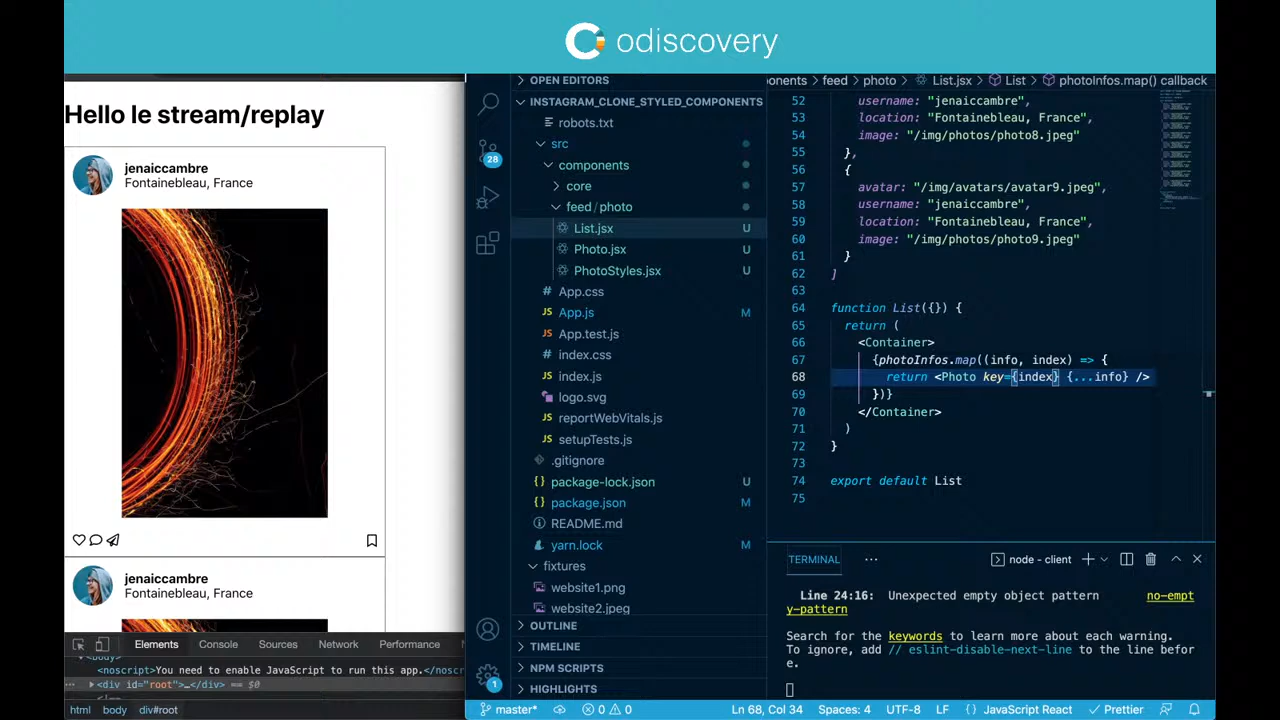 odiscovery
Hello le stream/replay
jenaiccambre
Fontainebleau, France
jenaiccambre
Fontainebleau, France
Elements Console Sources Network Performance
<noscript>You need to enable JavaScript to run this app.</noscr
<div id="root">…</div> == $0
html body div#root
28
1
OPEN EDITORS
INSTAGRAM_CLONE_STYLED_COMPONENTS
robots.txt
src
components
core
feed / photo
List.jsx U
Photo.jsx U
PhotoStyles.jsx U
App.css
App.js M
App.test.js
index.css
index.js
logo.svg
reportWebVitals.js
setupTests.js
.gitignore
package-lock.json U
package.json M
README.md
yarn.lock M
fixtures
website1.png
website2.jpeg
OUTLINE
TIMELINE
NPM SCRIPTS
HIGHLIGHTS
onents > feed > photo > List.jsx > List > photoInfos.map() callback
52 username: "jenaiccambre",
53 location: "Fontainebleau, France",
54 image: "/img/photos/photo8.jpeg"
55 },
56 {
57 avatar: "/img/avatars/avatar9.jpeg",
58 username: "jenaiccambre",
59 location: "Fontainebleau, France",
60 image: "/img/photos/photo9.jpeg"
61 }
62 ]
63
64 function List({}) {
65 return (
66 <Container>
67 {photoInfos.map((info, index) => {
68 return <Photo key={index} {...info} />
69 })}
70 </Container>
71 )
72 }
73
74 export default List
75
TERMINAL ··· node - client
Line 24:16: Unexpected empty object pattern no-empt
y-pattern
Search for the keywords to learn more about each warning.
To ignore, add // eslint-disable-next-line to the line befor
e.
master* 0 0 Ln 68, Col 34 Spaces: 4 UTF-8 LF {} JavaScript React Prettier